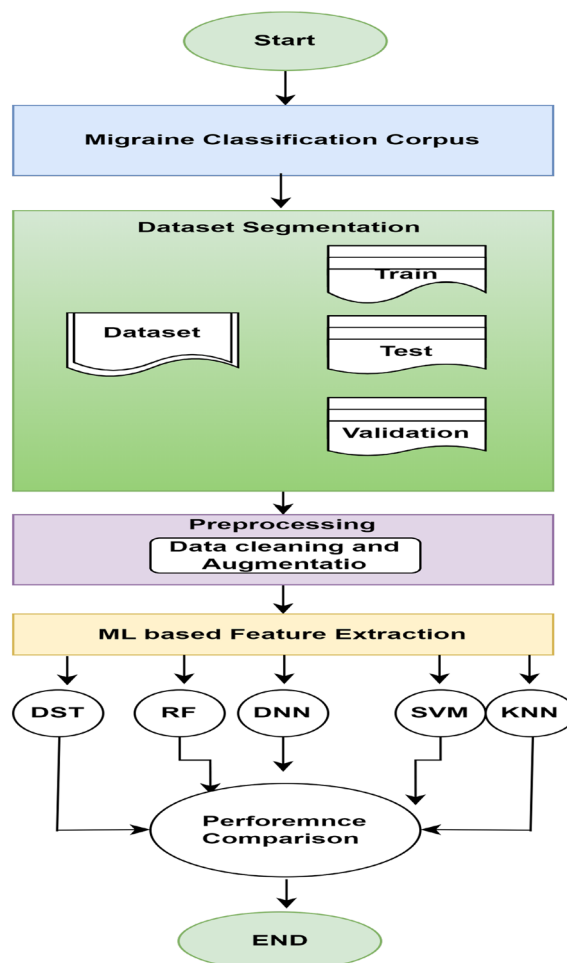 Start
Migraine Classification Corpus
Dataset Segmentation
Train
Dataset
Test
Validation
Preprocessing
Data cleaning and
Augmentatio
ML based Feature Extraction
DST
RF
DNN
SVM
KNN
Perforemnce
Comparison
END